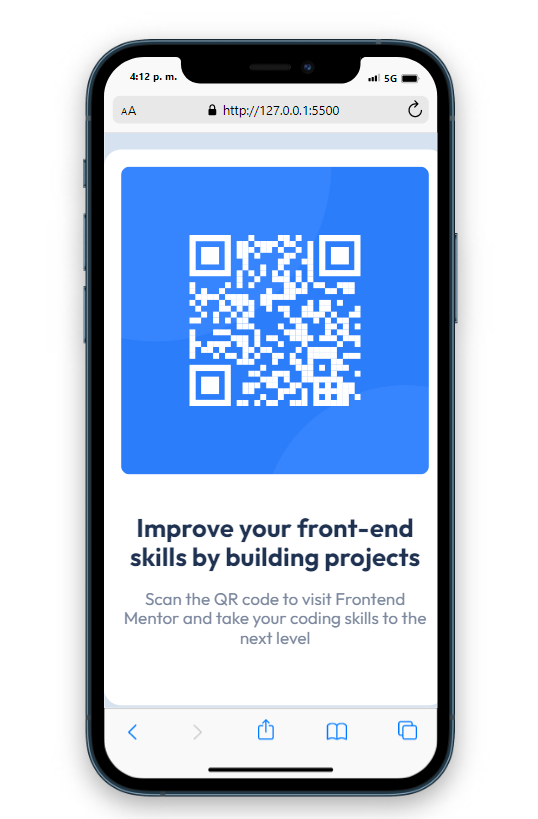 4:12 p. m.
5G
AA
http://127.0.0.1:5500
Improve your front-end
skills by building projects
Scan the QR code to visit Frontend
Mentor and take your coding skills to the
next level